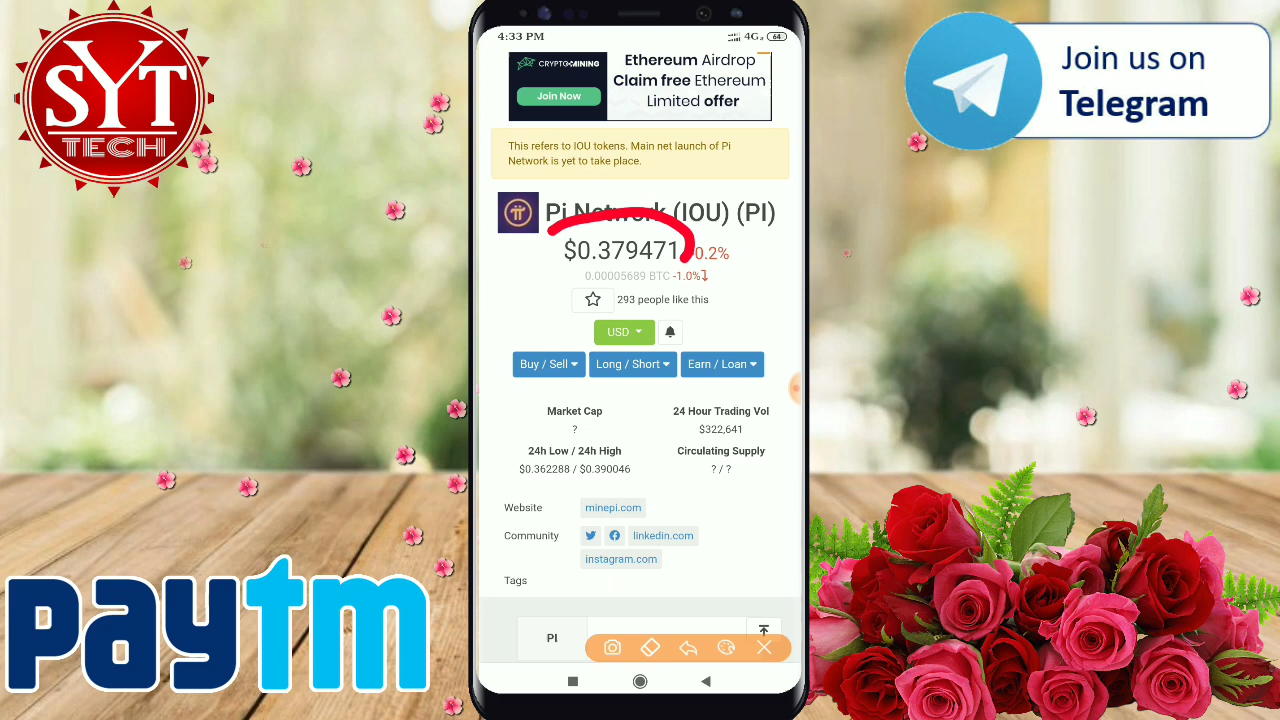 SYT
TECH
Join us on
Telegram
4:33 PM
4G
64
CRYPTOMINING
Join Now
Ethereum Airdrop
Claim free Ethereum
Limited offer
This refers to IOU tokens. Main net launch of Pi
Network is yet to take place.
Pi Network (IOU) (PI)
$0.379471 0.2%
0.00005689 BTC -1.0%
293 people like this
USD
Buy / Sell
Long / Short
Earn / Loan
Market Cap
?
24 Hour Trading Vol
$322,641
24h Low / 24h High
$0.362288 / $0.390046
Circulating Supply
? / ?
Website
minepi.com
Community
linkedin.com
instagram.com
Tags
PI
paytm